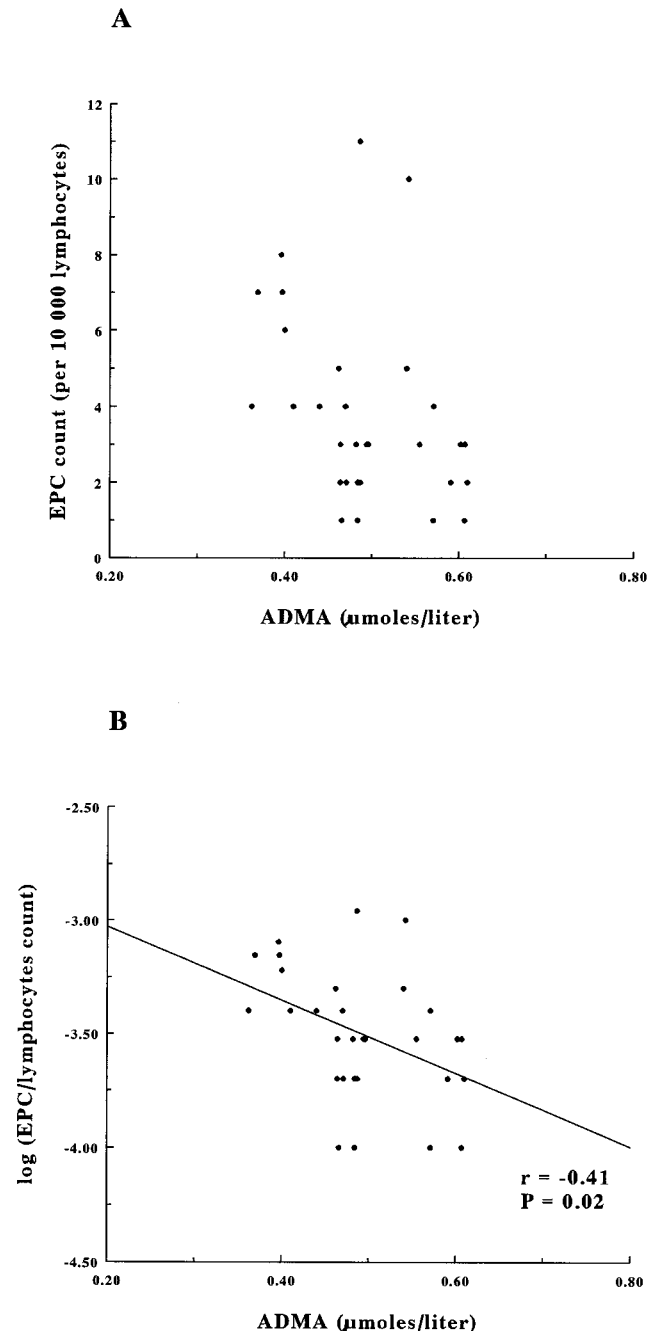 A
EPC count (per 10 000 lymphocytes)
12
10
8
6
4
2
0
0.20 0.40 0.60 0.80
ADMA (µmoles/liter)
B
log (EPC/lymphocytes count)
-2.50
-3.00
-3.50
-4.00
-4.50
r = -0.41
P = 0.02
0.20 0.40 0.60 0.80
ADMA (µmoles/liter)